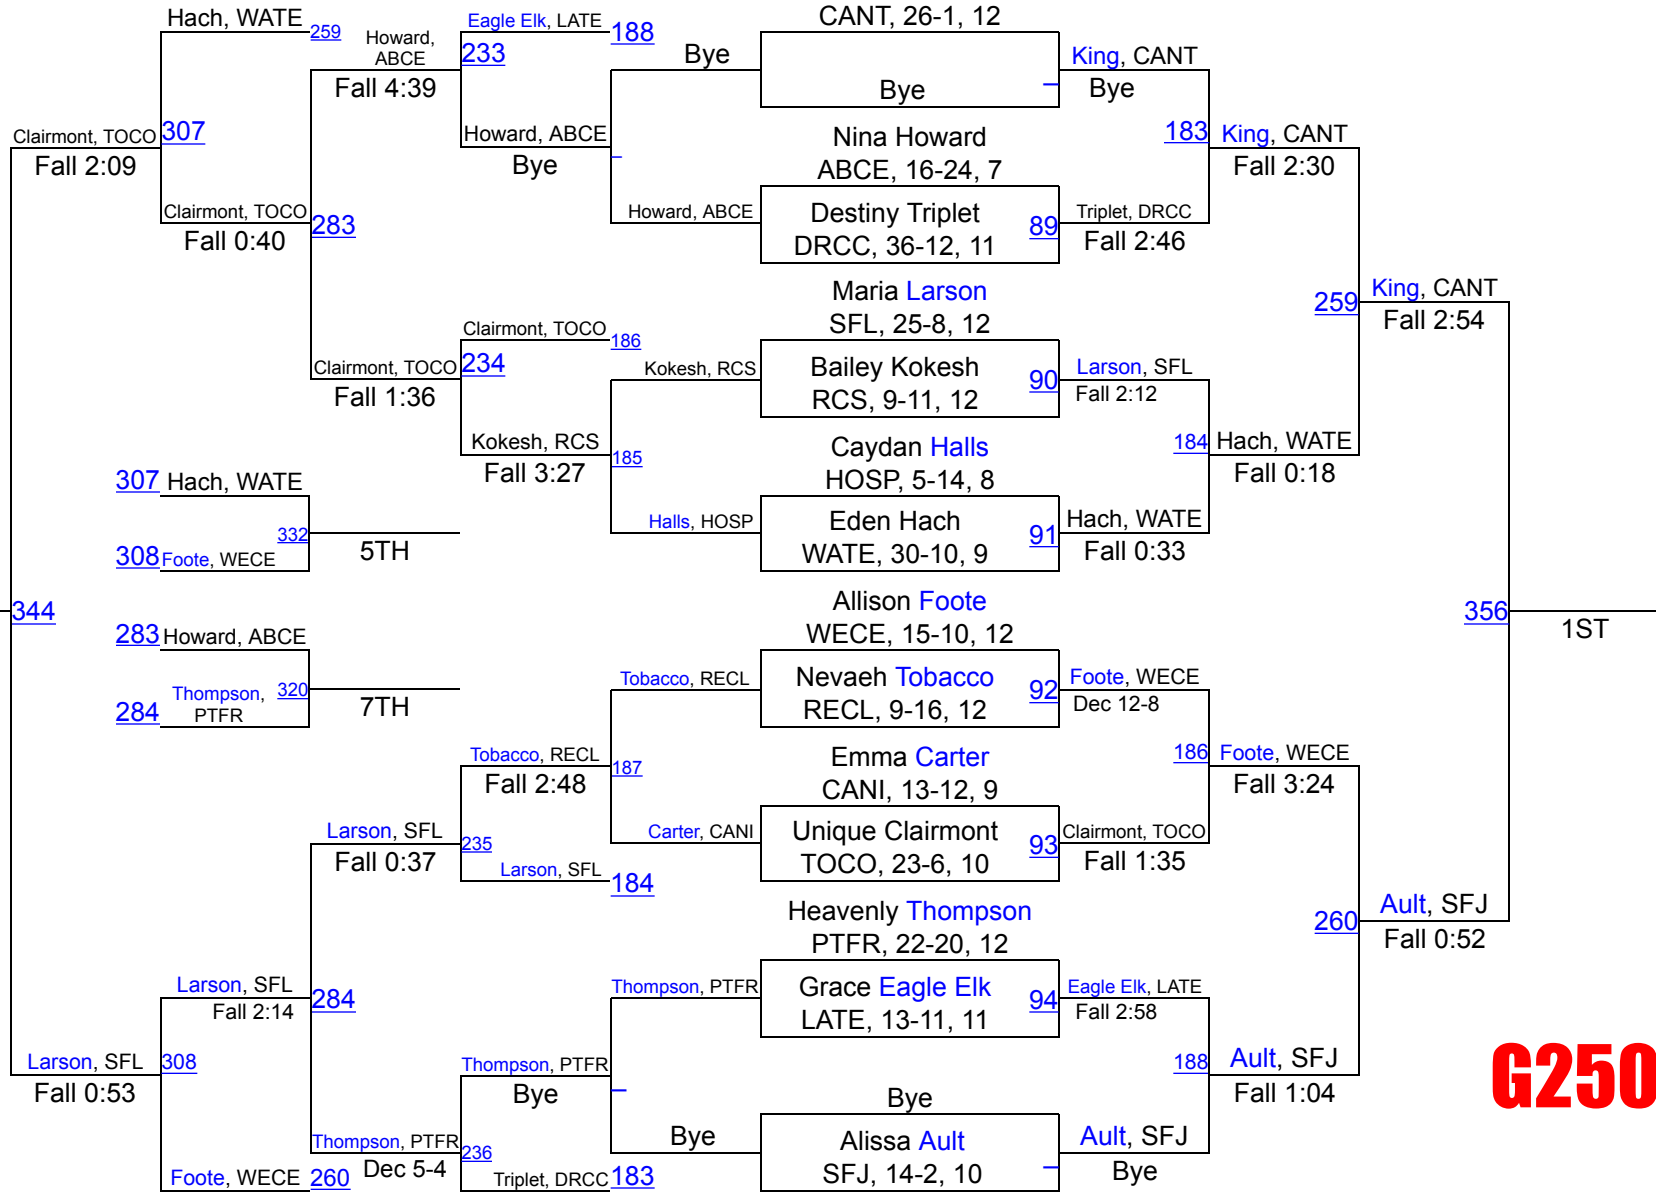 Hach, WATE
259
307
Clairmont, TOCO
Fall 2:09
Clairmont, TOCO
Fall 0:40
Howard,
ABCE
Fall 4:39
283
Clairmont, TOCO
Fall 1:36
Eagle Elk, LATE
188
233
Howard, ABCE
Bye
Clairmont, TOCO
186
234
Kokesh, RCS
Fall 3:27
Bye
Howard, ABCE
Kokesh, RCS
185
Halls, HOSP
307
Hach, WATE
332
5TH
308
Foote, WECE
344
283
Howard, ABCE
320
7TH
284
Thompson,
PTFR
Tobacco, RECL
Fall 2:48
187
Tobacco, RECL
Carter, CANI
Larson, SFL
Fall 0:37
235
Larson, SFL
184
Larson, SFL
Fall 2:14
284
Larson, SFL
Fall 0:53
308
Foote, WECE
260
Thompson, PTFR
Dec 5-4
Thompson, PTFR
Bye
236
Triplet, DRCC
183
Thompson, PTFR
Bye
CANT, 26-1, 12
Bye
Nina Howard
ABCE, 16-24, 7
Destiny Triplet
DRCC, 36-12, 11
89
Maria Larson
SFL, 25-8, 12
Bailey Kokesh
RCS, 9-11, 12
90
Caydan Halls
HOSP, 5-14, 8
Eden Hach
WATE, 30-10, 9
91
Allison Foote
WECE, 15-10, 12
Nevaeh Tobacco
RECL, 9-16, 12
92
Emma Carter
CANI, 13-12, 9
Unique Clairmont
TOCO, 23-6, 10
93
Heavenly Thompson
PTFR, 22-20, 12
Grace Eagle Elk
LATE, 13-11, 11
94
Bye
Alissa Ault
SFJ, 14-2, 10
King, CANT
Bye
183
Triplet, DRCC
Fall 2:46
King, CANT
Fall 2:30
Larson, SFL
Fall 2:12
184
Hach, WATE
Fall 0:33
Hach, WATE
Fall 0:18
259
King, CANT
Fall 2:54
Foote, WECE
Dec 12-8
186
Clairmont, TOCO
Fall 1:35
Foote, WECE
Fall 3:24
Eagle Elk, LATE
Fall 2:58
188
Ault, SFJ
Bye
Ault, SFJ
Fall 1:04
260
Ault, SFJ
Fall 0:52
356
1ST
G250